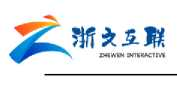 浙文互联
ZHEWEN INTERACTIVE